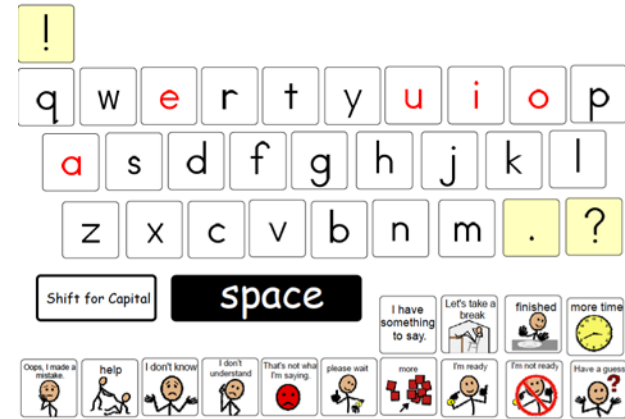 !
q w e r t y u i o p
a s d f g h j k l
z x c v b n m . ?
Shift for Capital
space
I have
something
to say.
Let's take a
break
finished
more time
Oops, I made a
mistake.
help
I don't know
I don't
understand
That's not wha
I'm saying.
please wait
more
I'm ready
I'm not ready
Have a guess
?